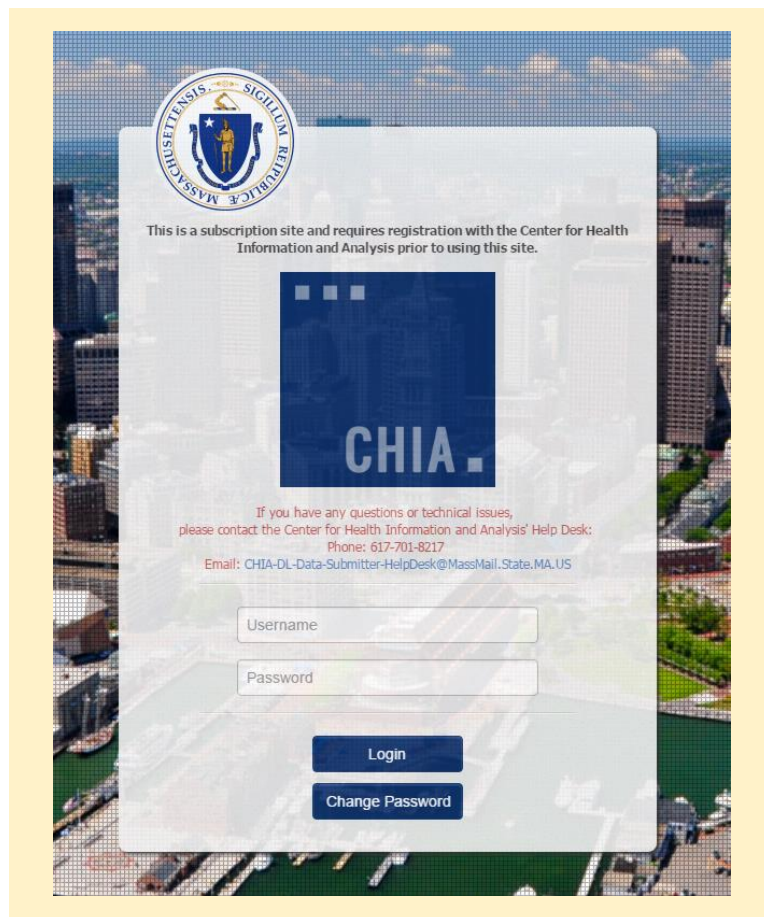 MASSACHUSETTENSIS. SIGILLUM REIPUBLICÆ
This is a subscription site and requires registration with the Center for Health
Information and Analysis prior to using this site.
CHIA.
If you have any questions or technical issues,
please contact the Center for Health Information and Analysis' Help Desk:
Phone: 617-701-8217
Email: CHIA-DL-Data-Submitter-HelpDesk@MassMail.State.MA.US
Username
Password
Login
Change Password